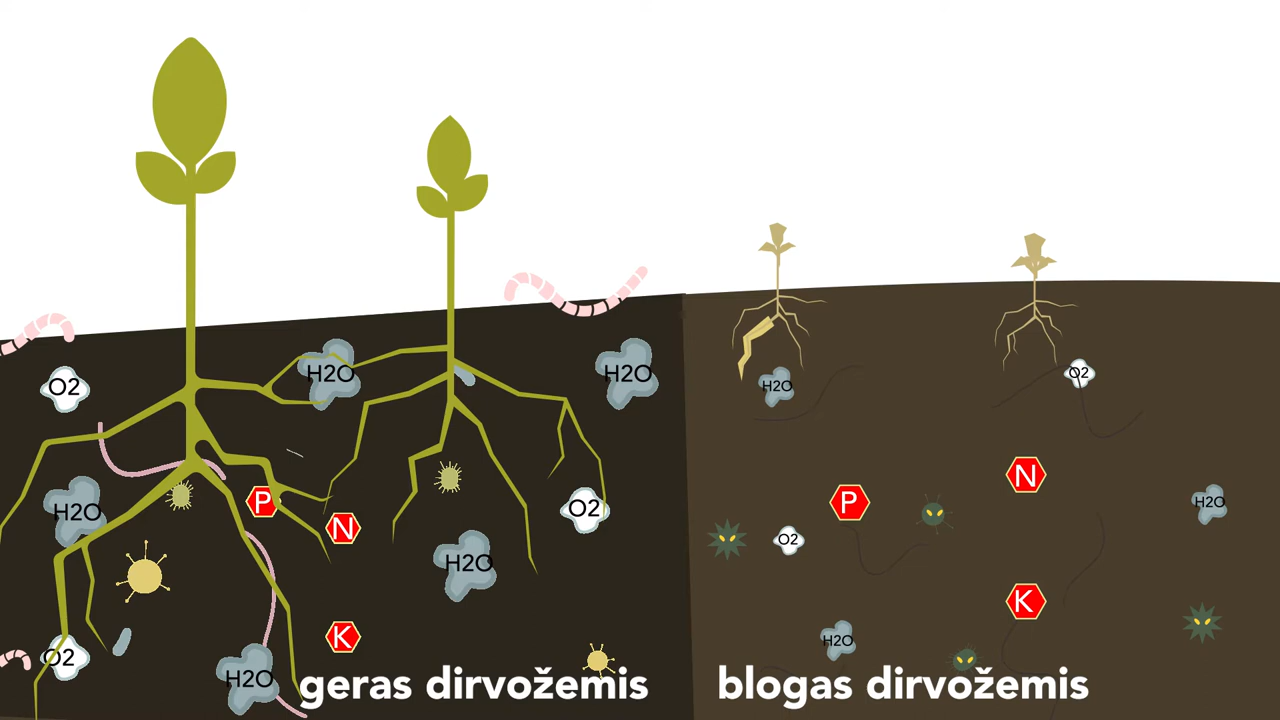 H2O
H2O
O2
H2O
O2
H2O
O2
H2O
P
N
K
O2
H2O
geras dirvožemis
H2O
O2
N
P
H2O
O2
K
H2O
blogas dirvožemis